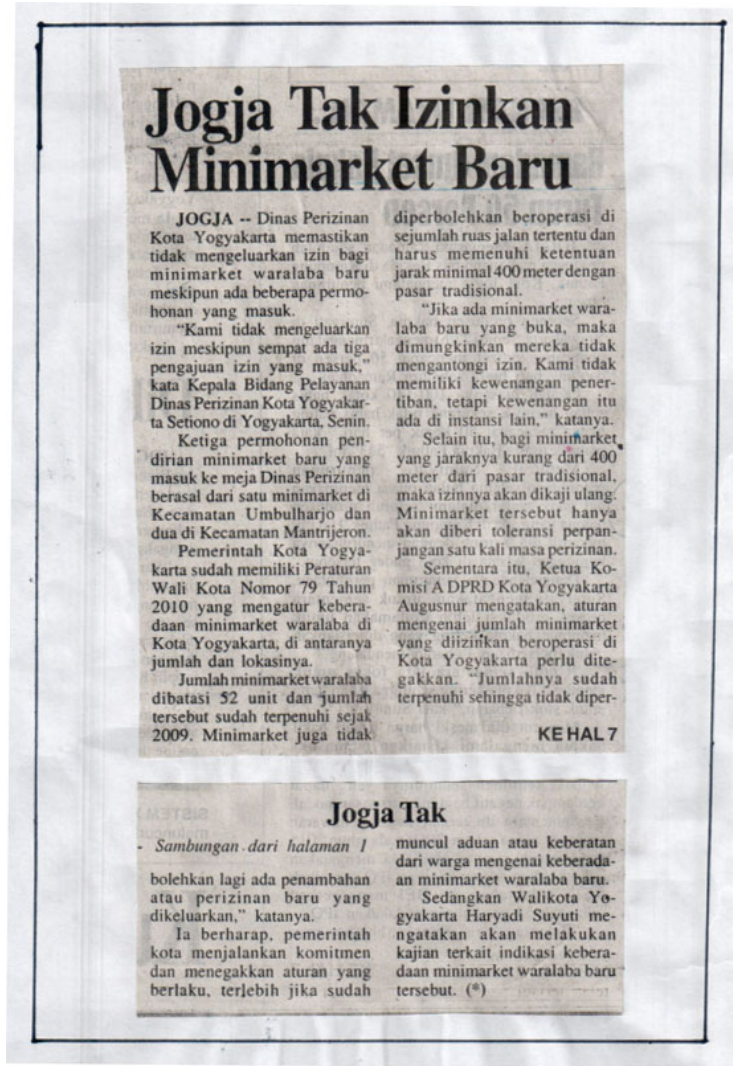 Jogja Tak Izinkan
Minimarket Baru
JOGJA -- Dinas Perizinan
Kota Yogyakarta memastikan
tidak mengeluarkan izin bagi
minimarket waralaba baru
meskipun ada beberapa permo-
honan yang masuk.
“Kami tidak mengeluarkan
izin meskipun sempat ada tiga
pengajuan izin yang masuk,”
kata Kepala Bidang Pelayanan
Dinas Perizinan Kota Yogyakar-
ta Setiono di Yogyakarta, Senin.
Ketiga permohonan pen-
dirian minimarket baru yang
masuk ke meja Dinas Perizinan
berasal dari satu minimarket di
Kecamatan Umbulharjo dan
dua di Kecamatan Mantrijeron.
Pemerintah Kota Yogya-
karta sudah memiliki Peraturan
Wali Kota Nomor 79 Tahun
2010 yang mengatur kebera-
daan minimarket waralaba di
Kota Yogyakarta, di antaranya
jumlah dan lokasinya.
Jumlah minimarket waralaba
dibatasi 52 unit dan jumlah
tersebut sudah terpenuhi sejak
2009. Minimarket juga tidak
diperbolehkan beroperasi di
sejumlah ruas jalan tertentu dan
harus memenuhi ketentuan
jarak minimal 400 meter dengan
pasar tradisional.
“Jika ada minimarket wara-
laba baru yang buka, maka
dimungkinkan mereka tidak
mengantongi izin. Kami tidak
memiliki kewenangan pener-
tiban, tetapi kewenangan itu
ada di instansi lain,” katanya.
Selain itu, bagi minimarket
yang jaraknya kurang dari 400
meter dari pasar tradisional,
maka izinnya akan dikaji ulang.
Minimarket tersebut hanya
akan diberi toleransi perpan-
jangan satu kali masa perizinan.
Sementara itu, Ketua Ko-
misi A DPRD Kota Yogyakarta
Augusnur mengatakan, aturan
mengenai jumlah minimarket
yang diizinkan beroperasi di
Kota Yogyakarta perlu dite-
gakkan. “Jumlahnya sudah
terpenuhi sehingga tidak diper-
KE HAL 7
Jogja Tak
- Sambungan dari halaman 1
bolehkan lagi ada penambahan
atau perizinan baru yang
dikeluarkan,” katanya.
Ia berharap, pemerintah
kota menjalankan komitmen
dan menegakkan aturan yang
berlaku, terlebih jika sudah
muncul aduan atau keberatan
dari warga mengenai keberada-
an minimarket waralaba baru.
Sedangkan Walikota Yo-
gyakarta Haryadi Suyuti me-
ngatakan akan melakukan
kajian terkait indikasi kebera-
daan minimarket waralaba baru
tersebut. (*)